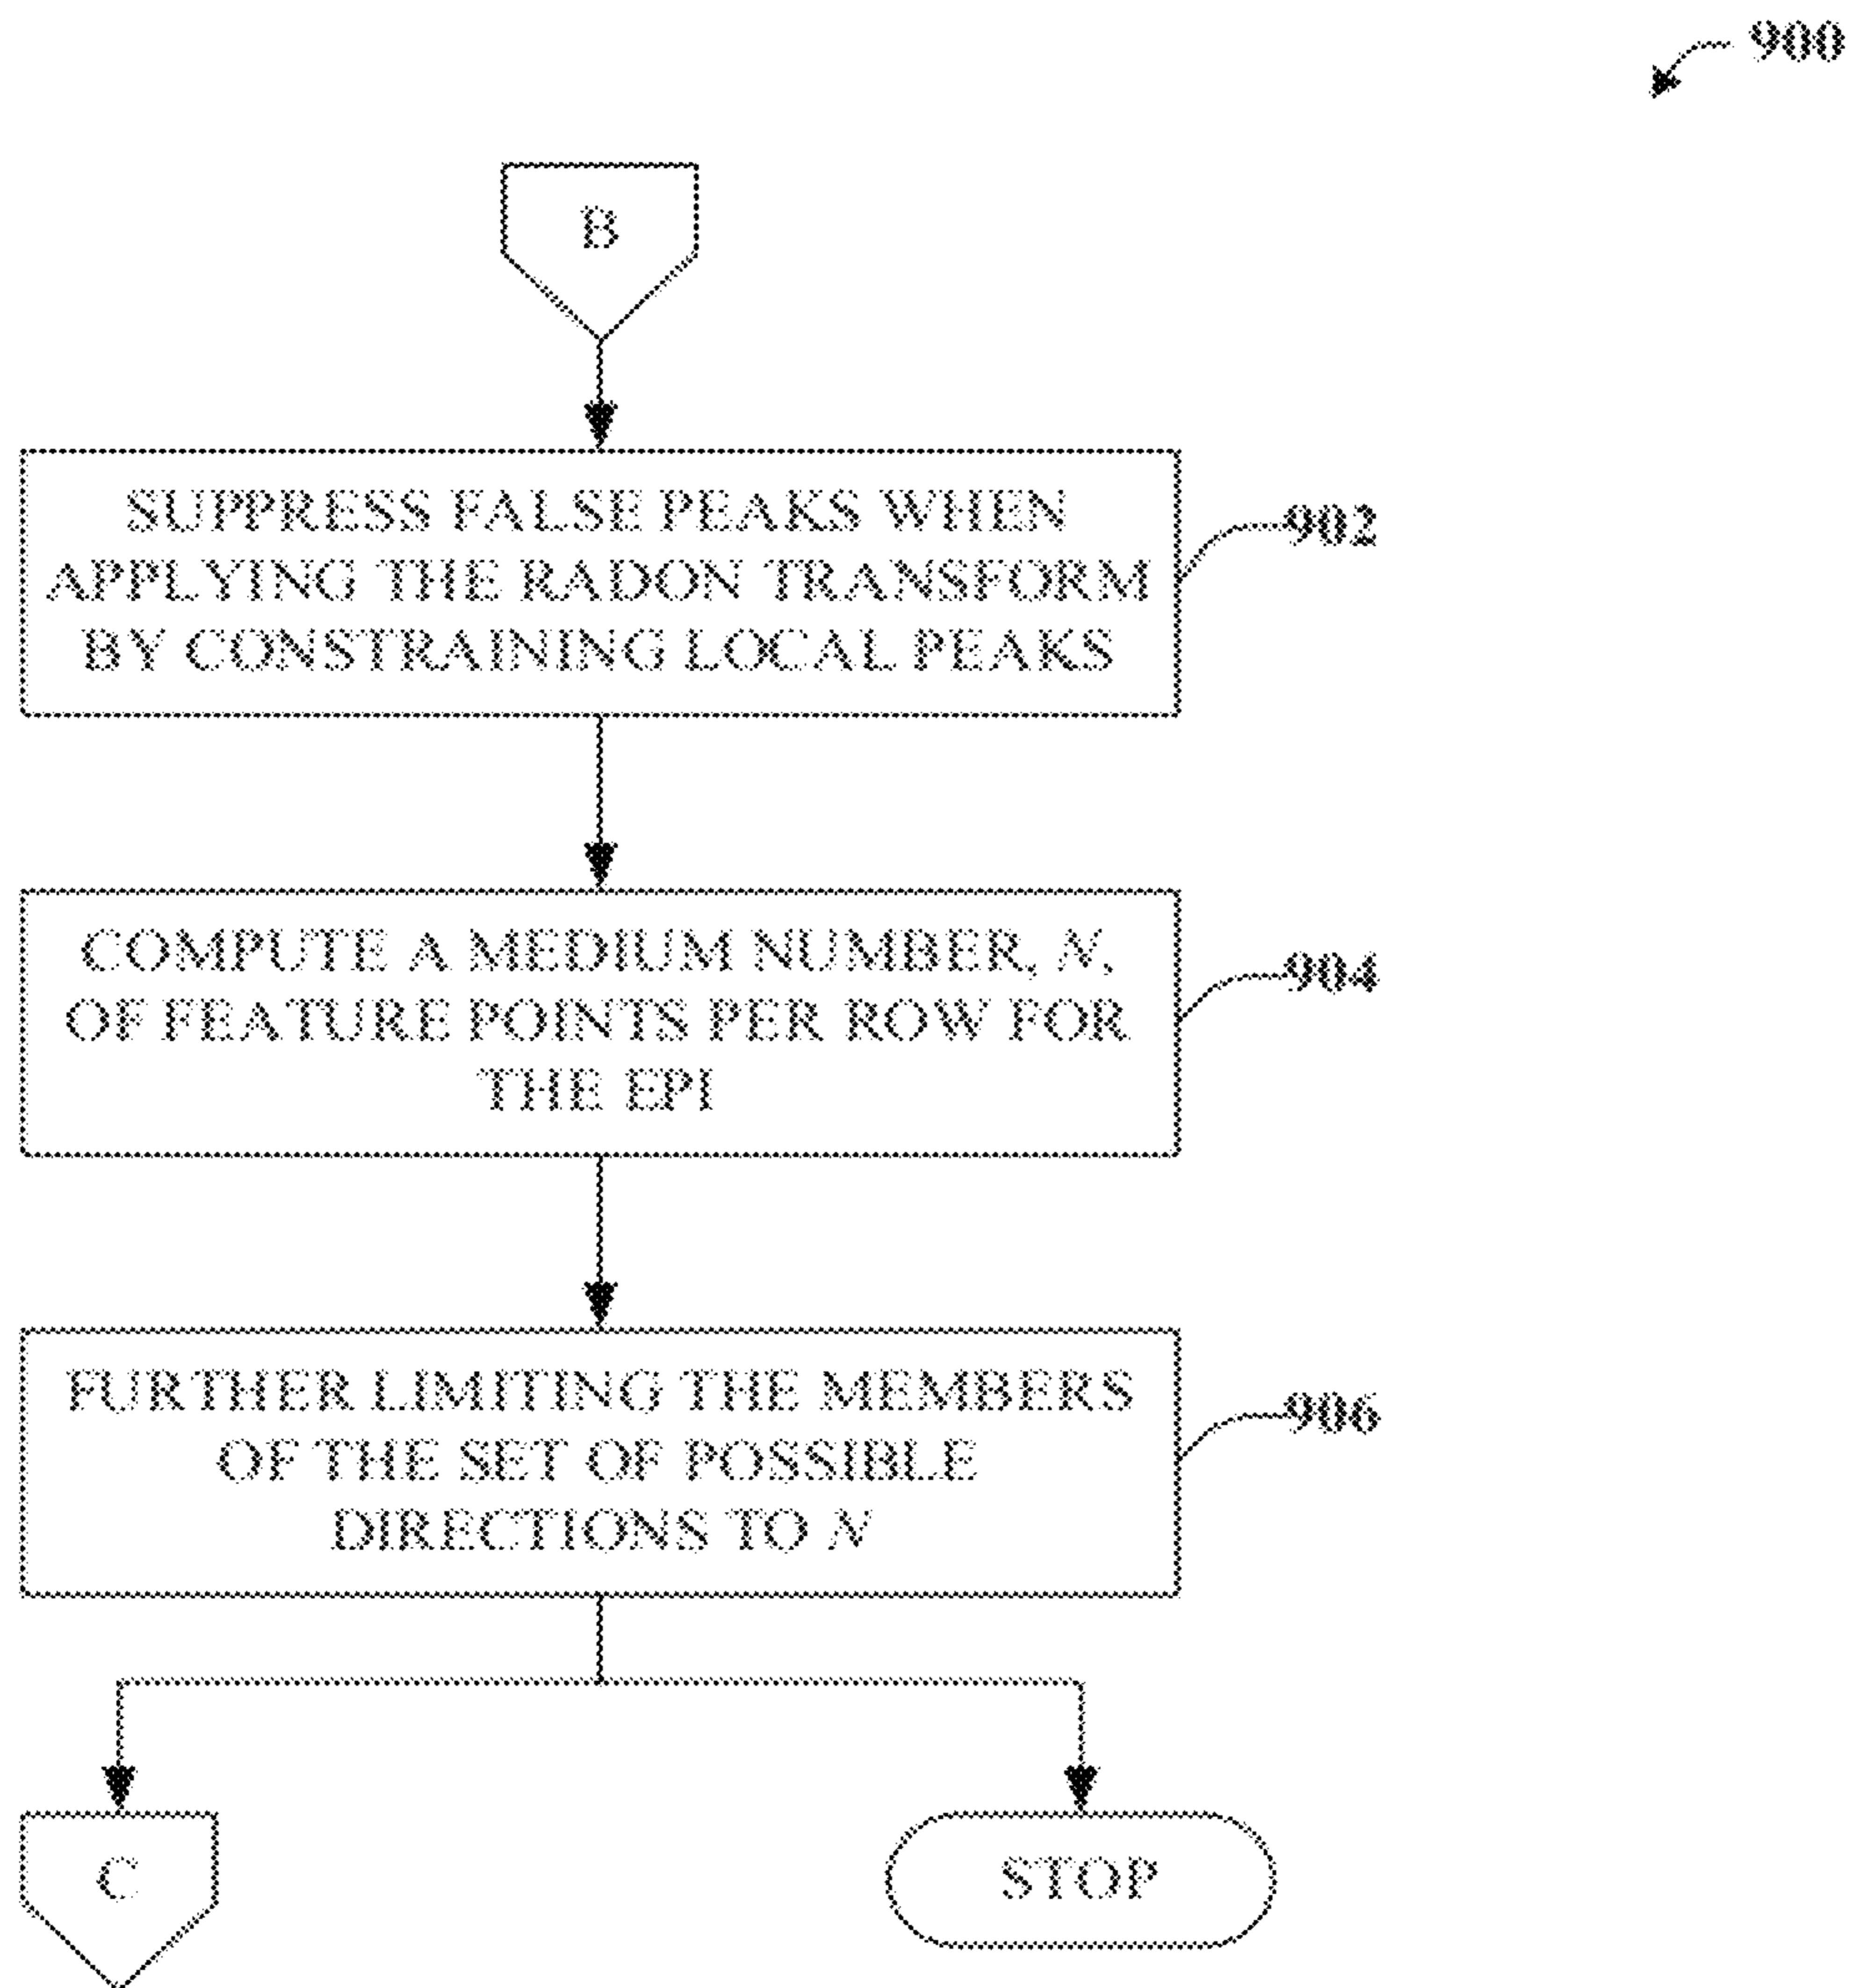 900
B
SUPPRESS FALSE PEAKS WHEN
APPLYING THE RADON TRANSFORM
BY CONSTRAINING LOCAL PEAKS
902
COMPUTE A MEDIUM NUMBER, N,
OF FEATURE POINTS PER ROW FOR
THE EPI
904
FURTHER LIMITING THE MEMBERS
OF THE SET OF POSSIBLE
DIRECTIONS TO N
906
C
STOP